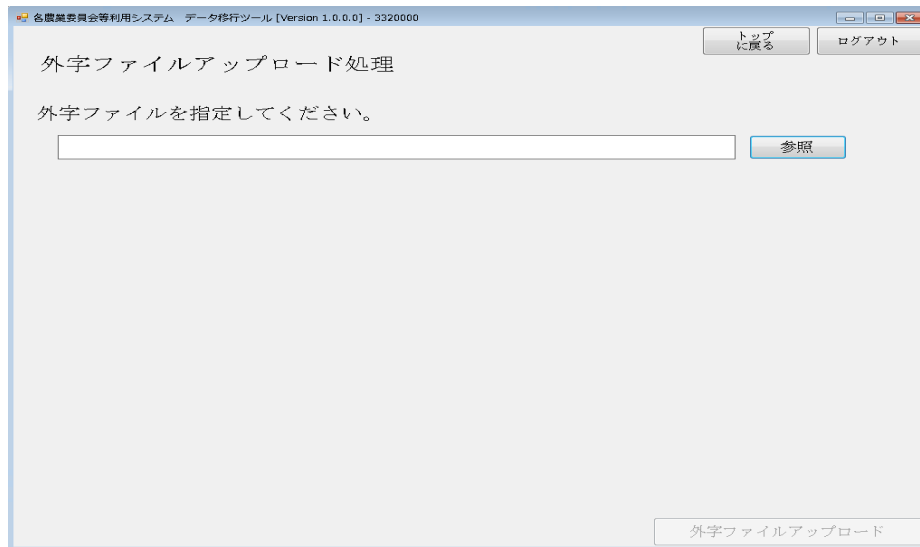 各農業委員会等利用システム　データ移行ツール [Version 1.0.0.0] - 3320000
トップ
に戻る
ログアウト
外字ファイルアップロード処理
外字ファイルを指定してください。
参照
外字ファイルアップロード